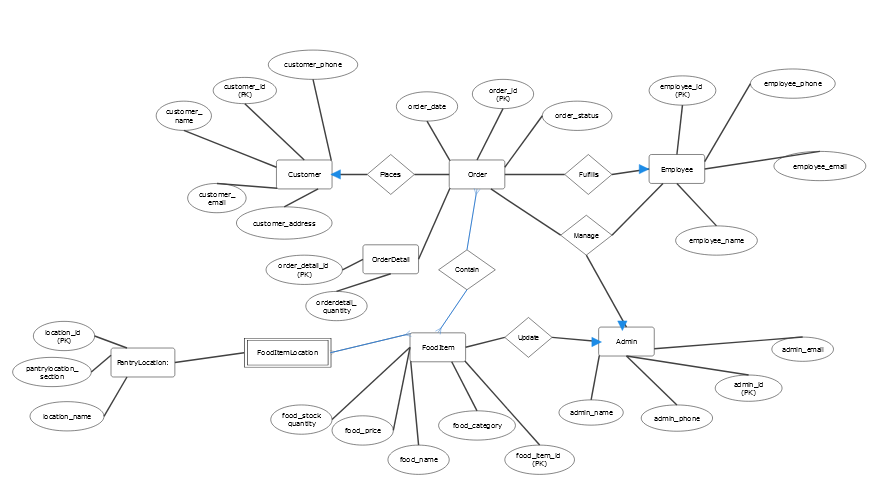 customer_phone
customer_id
(PK)
customer_
name
order_date
order_id
(PK)
order_status
employee_id
(PK)
employee_phone
employee_email
Customer
Places
Order
Fulfills
Employee
customer_
email
customer_address
Manage
employee_name
order_detail_id
(PK)
OrderDetail
Contain
orderdetail_
quantity
location_id
(PK)
pantrylocation_
section
location_name
PantryLocation:
FoodItemLocation
FoodItem
Update
Admin
admin_email
admin_id
(PK)
admin_name
admin_phone
food_stock
quantity
food_price
food_name
food_category
food_item_id
(PK)